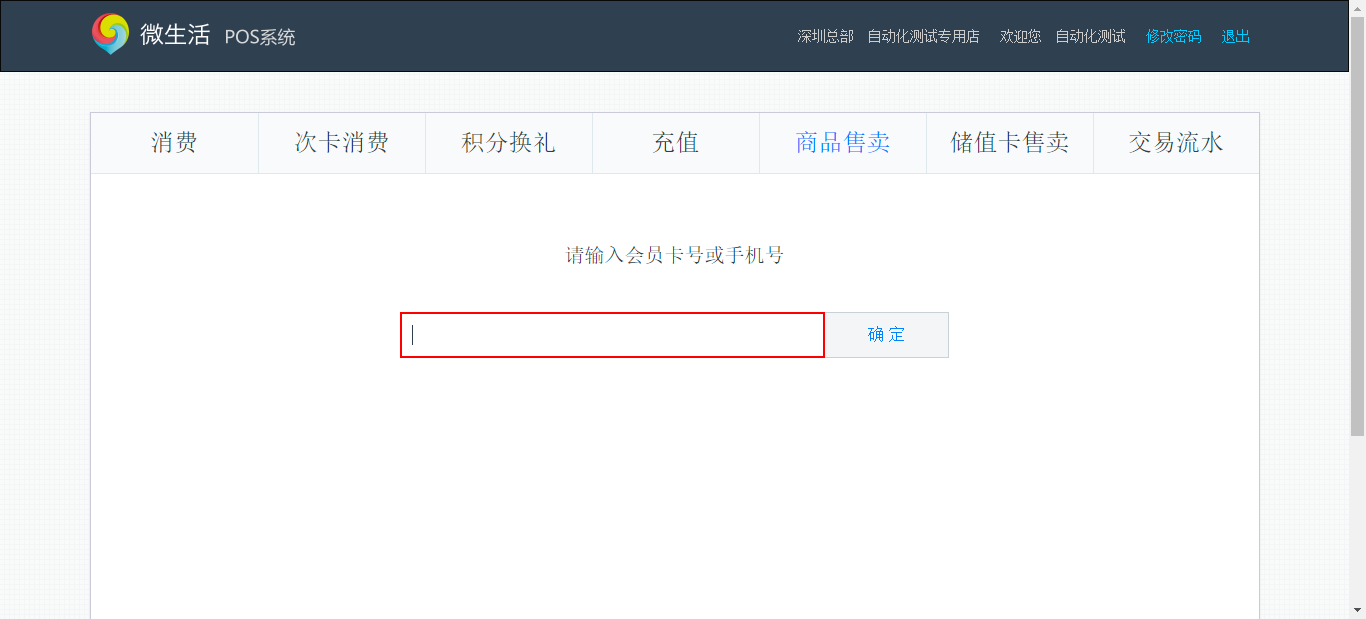 微生活 POS系统
深圳总部 自动化测试专用店 欢迎您 自动化测试 修改密码 退出
消费 次卡消费 积分换礼 充值 商品售卖 储值卡售卖 交易流水
请输入会员卡号或手机号
确 定